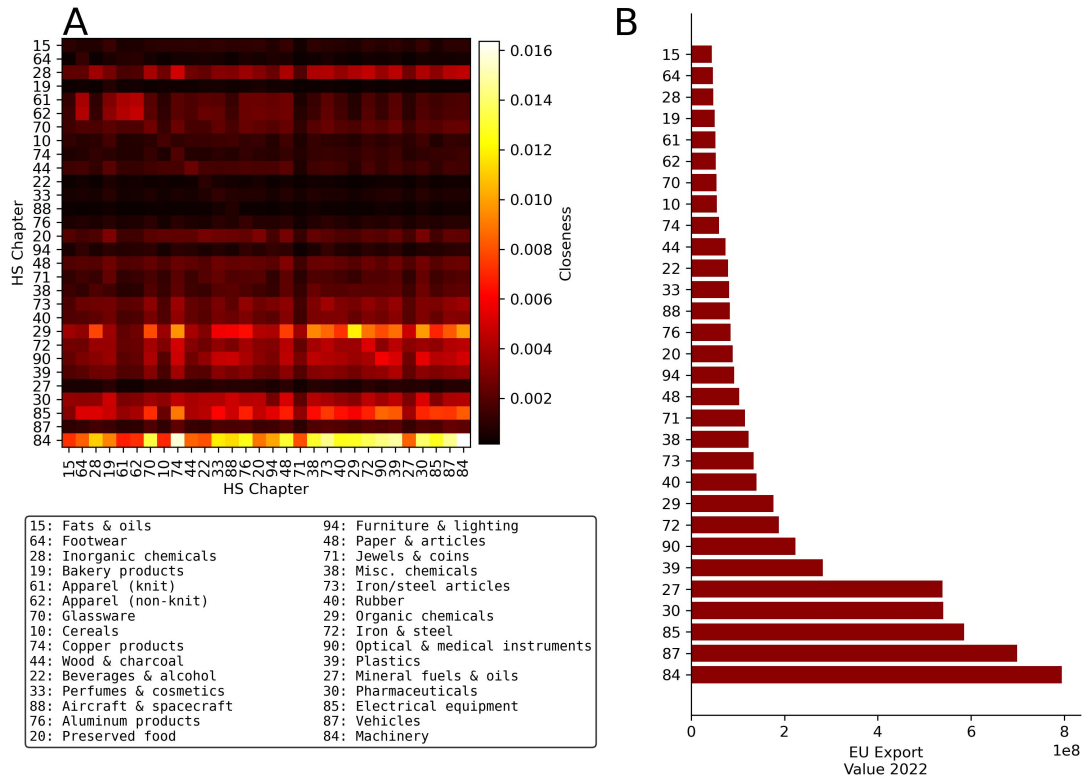 A
15
64
28
19
61
62
70
10
74
44
22
33
88
76
20
94
48
71
38
73
40
29
72
90
39
27
30
85
87
84
HS Chapter
15 64 28 19 61 62 70 10 74 44 22 33 88 76 20 94 48 71 38 73 40 29 72 90 39 27 30 85 87 84
HS Chapter
0.016
0.014
0.012
0.010
0.008
0.006
0.004
0.002
Closeness
B
15
64
28
19
61
62
70
10
74
44
22
33
88
76
20
94
48
71
38
73
40
29
72
90
39
27
30
85
87
84
0 2 4 6 8
1e8
EU Export
Value 2022
15: Fats & oils
64: Footwear
28: Inorganic chemicals
19: Bakery products
61: Apparel (knit)
62: Apparel (non-knit)
70: Glassware
10: Cereals
74: Copper products
44: Wood & charcoal
22: Beverages & alcohol
33: Perfumes & cosmetics
88: Aircraft & spacecraft
76: Aluminum products
20: Preserved food
94: Furniture & lighting
48: Paper & articles
71: Jewels & coins
38: Misc. chemicals
73: Iron/steel articles
40: Rubber
29: Organic chemicals
72: Iron & steel
90: Optical & medical instruments
39: Plastics
27: Mineral fuels & oils
30: Pharmaceuticals
85: Electrical equipment
87: Vehicles
84: Machinery